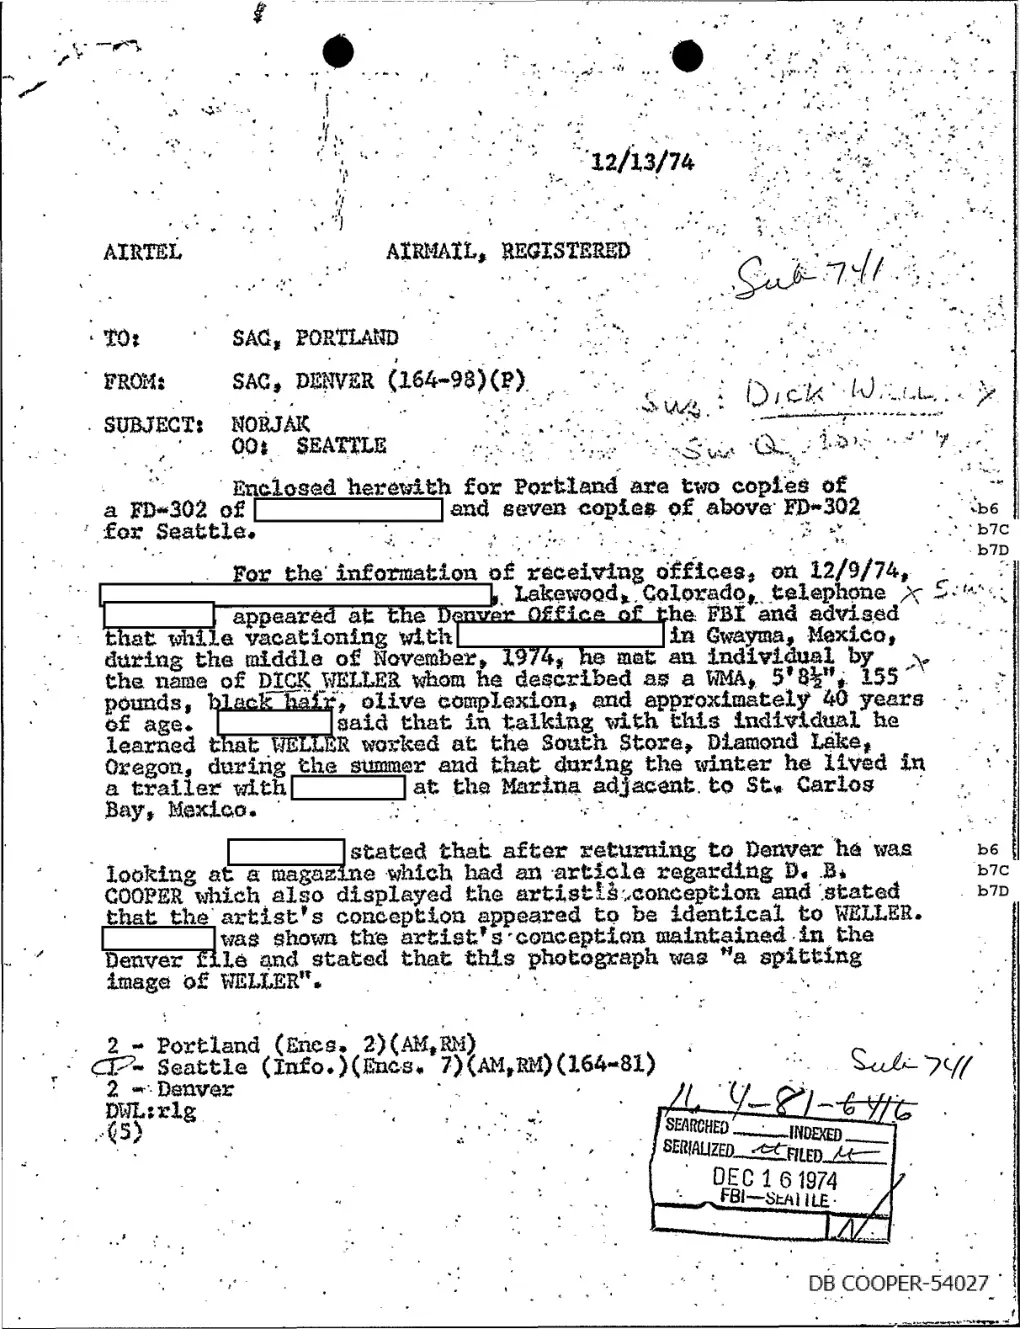 12/13/74
AIRTEL AIRMAIL, REGISTERED
Sub 741
TO: SAC, PORTLAND
FROM: SAC, DENVER (164-98)(P)
Sus: Dick
SUBJECT: NORJAK
OO: SEATTLE
Enclosed herewith for Portland are two copies of
a FD-302 of and seven copies of above FD-302 b6
for Seattle. b7C
b7D
For the information of receiving offices, on 12/9/74,
, Lakewood, Colorado, telephone
appeared at the Denver Office of the FBI and advised
that while vacationing with in Gwayma, Mexico,
during the middle of November, 1974, he met an individual by
the name of DICK WELLER whom he described as a WMA, 5'8½", 155
pounds, black hair, olive complexion, and approximately 40 years
of age. said that in talking with this individual he
learned that WELLER worked at the South Store, Diamond Lake,
Oregon, during the summer and that during the winter he lived in
a trailer with at the Marina adjacent to St. Carlos
Bay, Mexico.
stated that after returning to Denver he was b6
looking at a magazine which had an article regarding D. B. b7C
COOPER which also displayed the artist's conception and stated b7D
that the artist's conception appeared to be identical to WELLER.
was shown the artist's conception maintained in the
Denver file and stated that this photograph was "a spitting
image of WELLER".
2 - Portland (Encs. 2)(AM,RM)
1 - Seattle (Info.)(Encs. 7)(AM,RM)(164-81)
2 - Denver
DWL:rlg
(5)
Sub 741
164-81-6416
SEARCHED INDEXED
SERIALIZED FILED
DEC 16 1974
FBI—SEATTLE
DB COOPER-54027